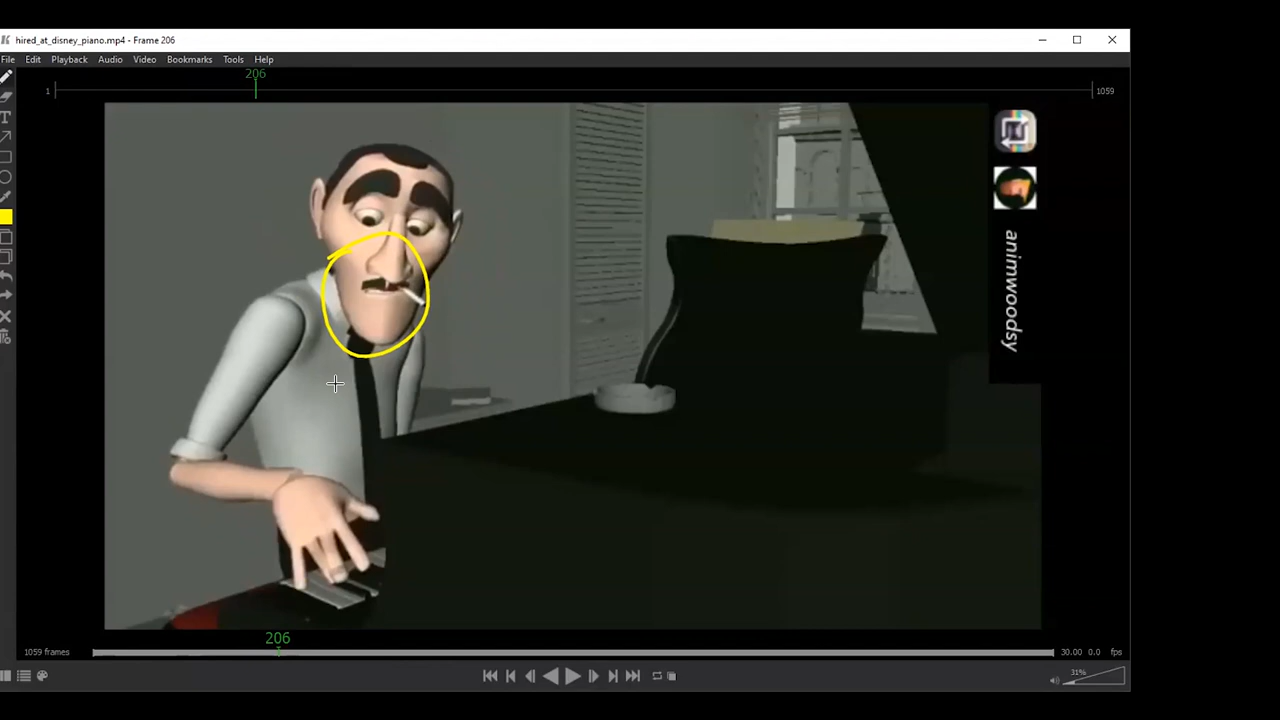 hired_at_disney_piano.mp4 - Frame 206
File Edit Playback Audio Video Bookmarks Tools Help
206
1
1059
T
animwoodsy
206
1059 frames
30.00 0.0 fps
31%